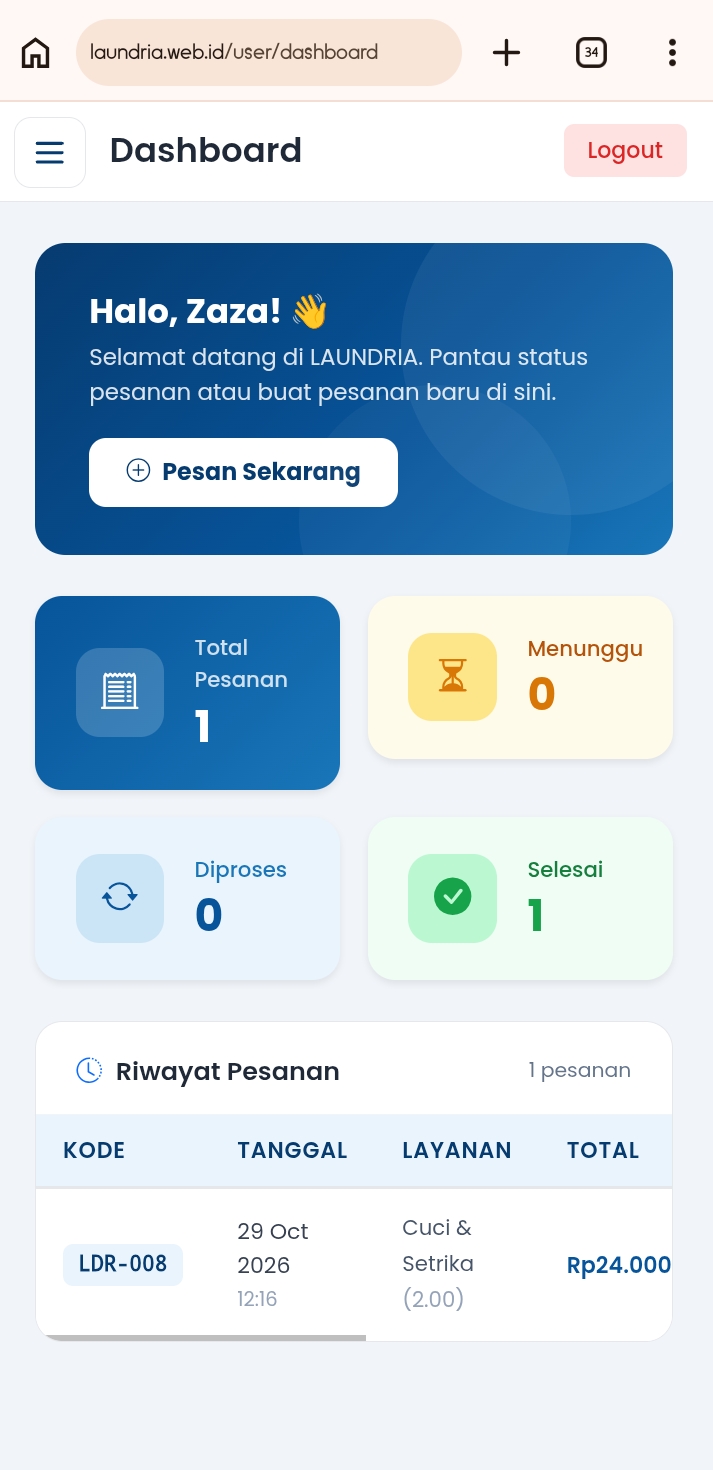 laundria.web.id/user/dashboard
34
Dashboard
Logout
Halo, Zaza! 👋
Selamat datang di LAUNDRIA. Pantau status
pesanan atau buat pesanan baru di sini.
Pesan Sekarang
Total
Pesanan
1
Menunggu
0
Diproses
0
Selesai
1
Riwayat Pesanan
1 pesanan
KODE TANGGAL LAYANAN TOTAL
LDR-008
29 Oct
2026
12:16
Cuci &
Setrika
(2.00)
Rp24.000